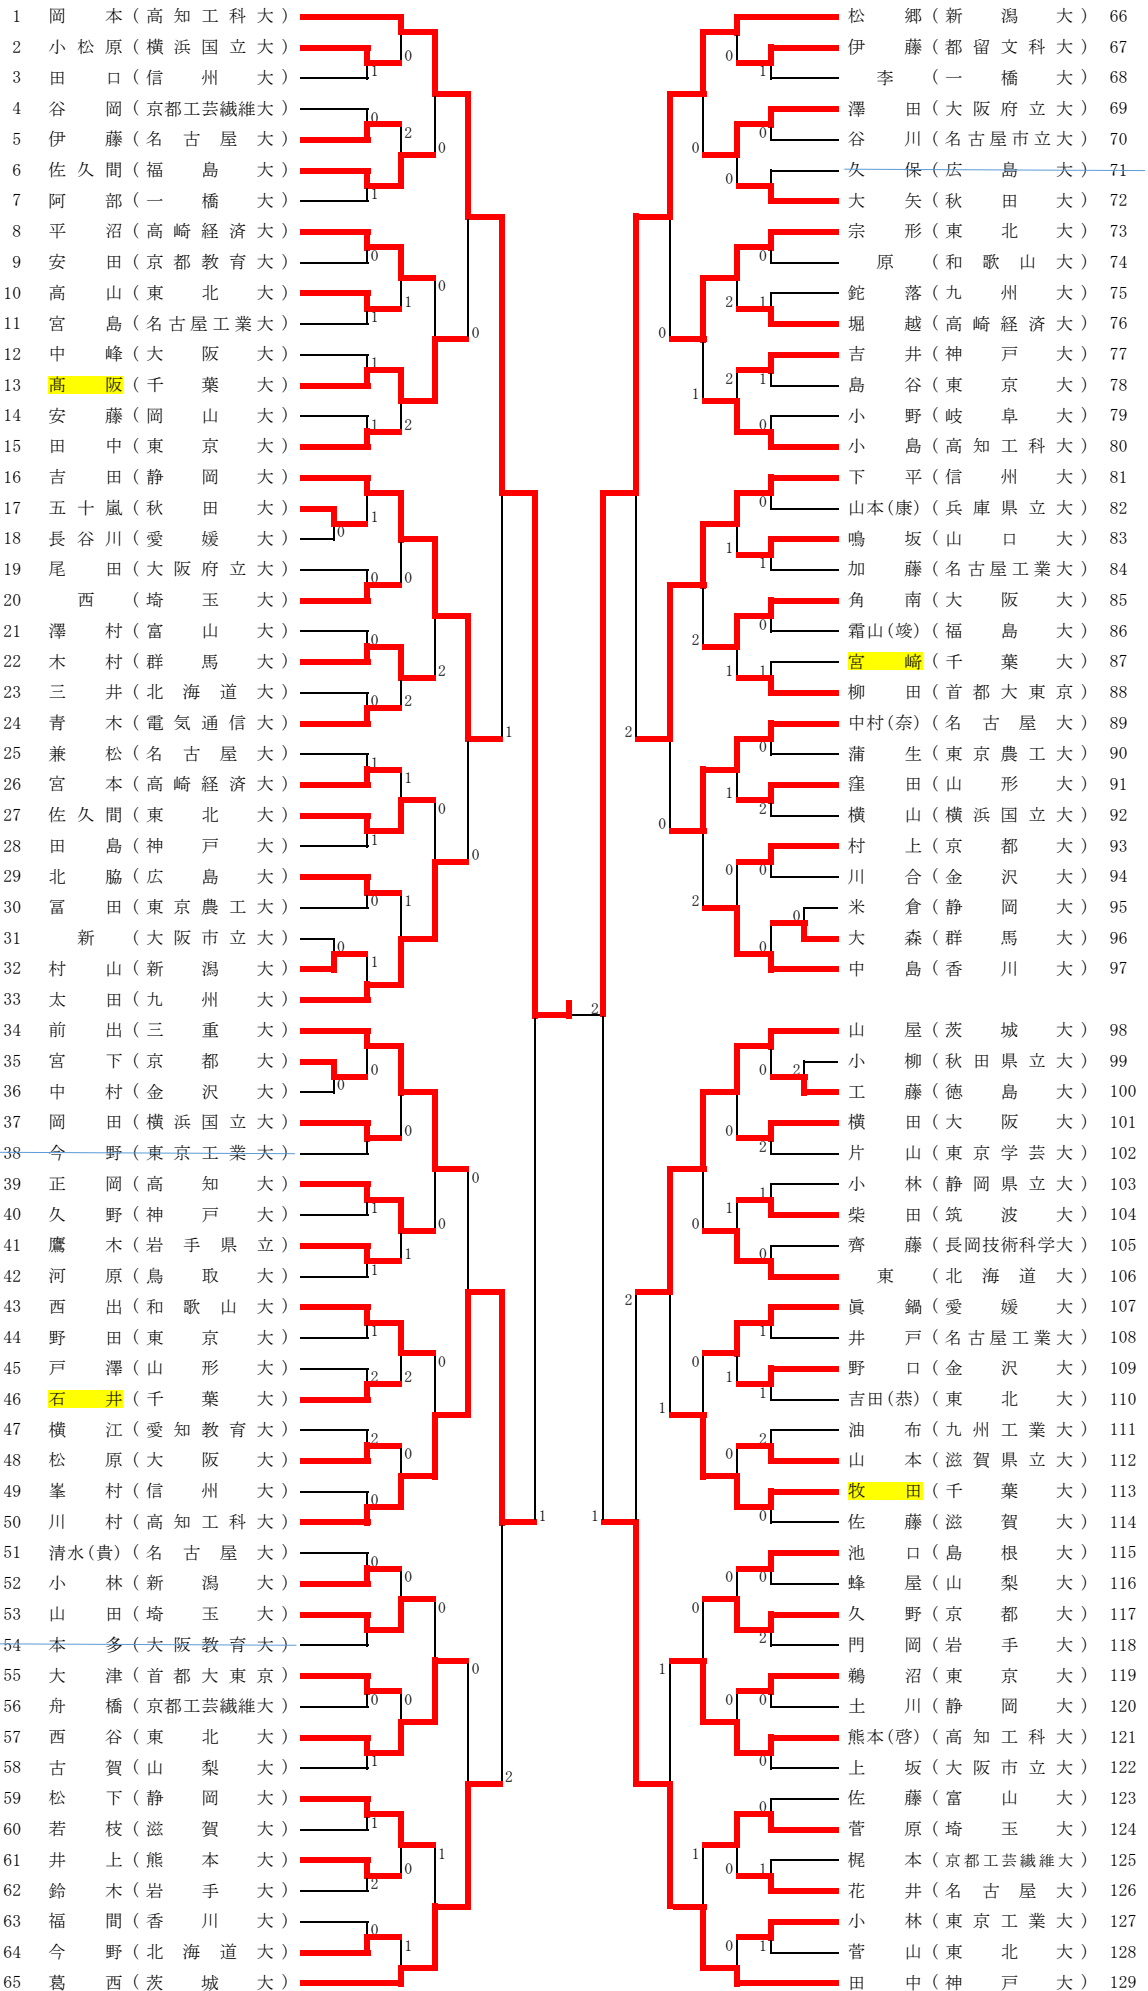 1 岡本(高知工科大)
2 小松原(横浜国立大)
3 田口(信州大)
4 谷岡(京都工芸繊維大)
5 伊藤(名古屋大)
6 佐久間(福島大)
7 阿部(一橋大)
8 平沼(高崎経済大)
9 安田(京都教育大)
10 高山(東北大)
11 宮島(名古屋工業大)
12 中峰(大阪大)
13 髙阪(千葉大)
14 安藤(岡山大)
15 田中(東京大)
16 吉田(静岡大)
17 五十嵐(秋田大)
18 長谷川(愛媛大)
19 尾田(大阪府立大)
20 西(埼玉大)
21 澤村(富山大)
22 木村(群馬大)
23 三井(北海道大)
24 青木(電気通信大)
25 兼松(名古屋大)
26 宮本(高崎経済大)
27 佐久間(東北大)
28 田島(神戸大)
29 北脇(広島大)
30 冨田(東京農工大)
31 新(大阪市立大)
32 村山(新潟大)
33 太田(九州大)
34 前出(三重大)
35 宮下(京都大)
36 中村(金沢大)
37 岡田(横浜国立大)
38 今野(東京工業大)
39 正岡(高知大)
40 久野(神戸大)
41 鷹木(岩手県立)
42 河原(鳥取大)
43 西出(和歌山大)
44 野田(東京大)
45 戸澤(山形大)
46 石井(千葉大)
47 横江(愛知教育大)
48 松原(大阪大)
49 峯村(信州大)
50 川村(高知工科大)
51 清水(貴)(名古屋大)
52 小林(新潟大)
53 山田(埼玉大)
54 本多(大阪教育大)
55 大津(首都大東京)
56 舟橋(京都工芸繊維大)
57 西谷(東北大)
58 古賀(山梨大)
59 松下(静岡大)
60 若枝(滋賀大)
61 井上(熊本大)
62 鈴木(岩手大)
63 福間(香川大)
64 今野(北海道大)
65 葛西(茨城大)
松郷(新潟大) 66
伊藤(都留文科大) 67
李(一橋大) 68
澤田(大阪府立大) 69
谷川(名古屋市立大) 70
久保(広島大) 71
大矢(秋田大) 72
宗形(東北大) 73
原(和歌山大) 74
鉈落(九州大) 75
堀越(高崎経済大) 76
吉井(神戸大) 77
島谷(東京大) 78
小野(岐阜大) 79
小島(高知工科大) 80
下平(信州大) 81
山本(康)(兵庫県立大) 82
鳴坂(山口大) 83
加藤(名古屋工業大) 84
角南(大阪大) 85
霜山(竣)(福島大) 86
宮﨑(千葉大) 87
柳田(首都大東京) 88
中村(奈)(名古屋大) 89
蒲生(東京農工大) 90
窪田(山形大) 91
横山(横浜国立大) 92
村上(京都大) 93
川合(金沢大) 94
米倉(静岡大) 95
大森(群馬大) 96
中島(香川大) 97
山屋(茨城大) 98
小柳(秋田県立大) 99
工藤(徳島大) 100
横田(大阪大) 101
片山(東京学芸大) 102
小林(静岡県立大) 103
柴田(筑波大) 104
齊藤(長岡技術科学大) 105
東(北海道大) 106
眞鍋(愛媛大) 107
井戸(名古屋工業大) 108
野口(金沢大) 109
吉田(恭)(東北大) 110
油布(九州工業大) 111
山本(滋賀県立大) 112
牧田(千葉大) 113
佐藤(滋賀大) 114
池口(島根大) 115
蜂屋(山梨大) 116
久野(京都大) 117
門岡(岩手大) 118
鵜沼(東京大) 119
土川(静岡大) 120
熊本(啓)(高知工科大) 121
上坂(大阪市立大) 122
佐藤(富山大) 123
菅原(埼玉大) 124
梶本(京都工芸繊維大) 125
花井(名古屋大) 126
小林(東京工業大) 127
菅山(東北大) 128
田中(神戸大) 129